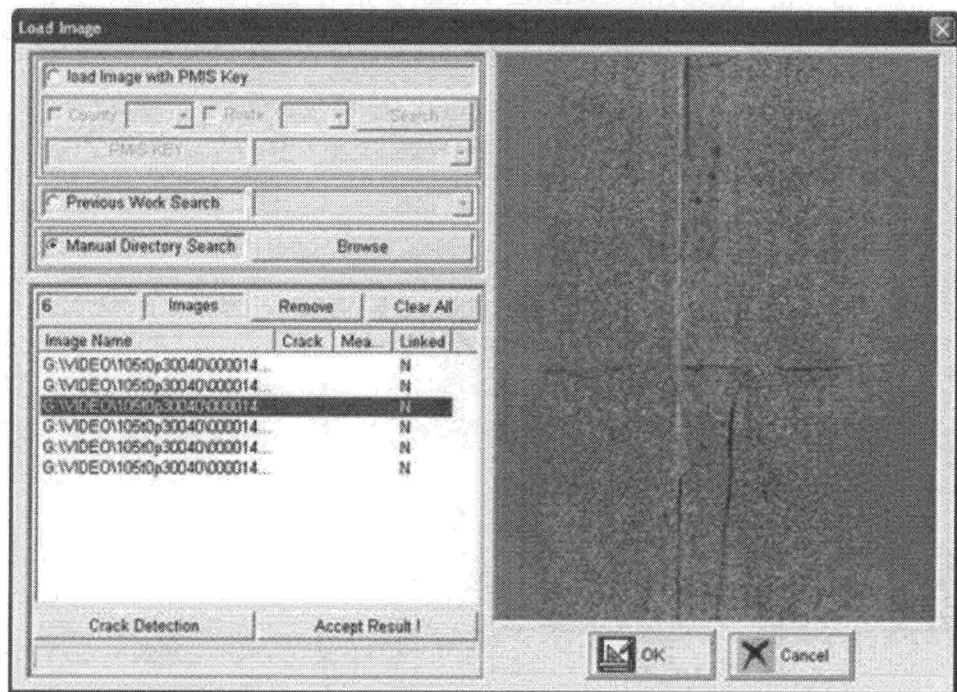 Load Image
load Image with PMIS Key
County Route Search
PMIS KEY
Previous Work Search
Manual Directory Search Browse
6 Images Remove Clear All
Image Name Crack Mea... Linked
G:\VIDEO\105t0p30040\000014... N
G:\VIDEO\105t0p30040\000014... N
G:\VIDEO\105t0p30040\000014... N
G:\VIDEO\105t0p30040\000014... N
G:\VIDEO\105t0p30040\000014... N
G:\VIDEO\105t0p30040\000014... N
Crack Detection Accept Result !
OK Cancel